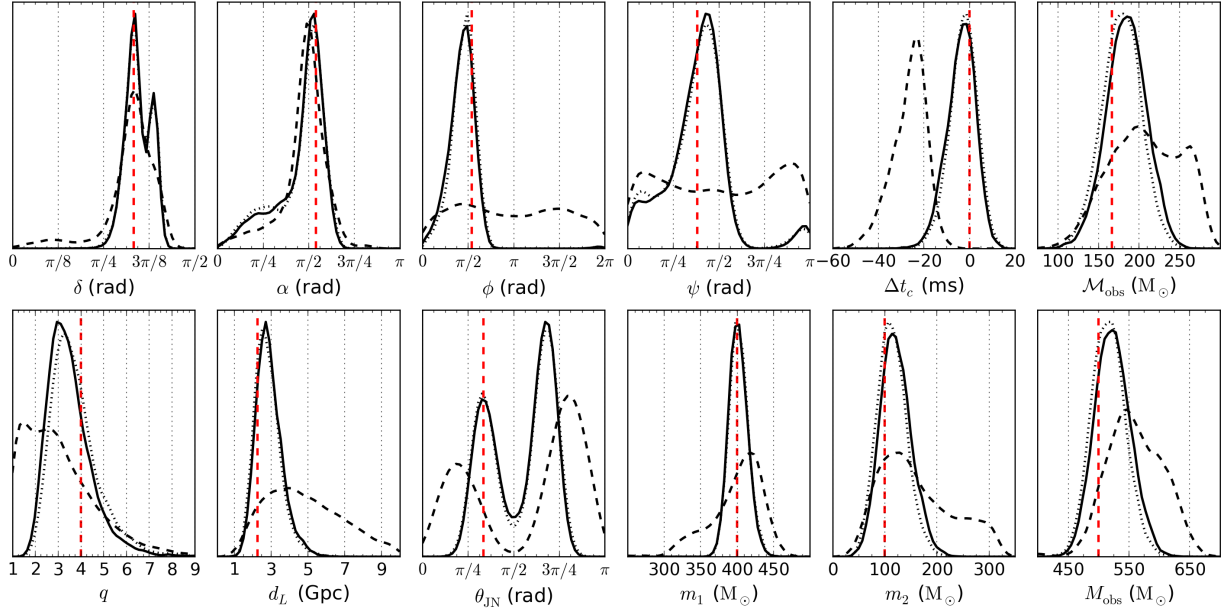 0 π/8 π/4 3π/8 π/2 0 π/4 π/2 3π/4 π 0 π/2 π 3π/2 2π 0 π/4 π/2 3π/4 π −60 −40 −20 0 20 100 150 200 250
δ (rad) α (rad) ϕ (rad) ψ (rad) Δt_c (ms) ℳ_obs (M_⊙)
1 2 3 4 5 6 7 8 9 1 3 5 7 9 0 π/4 π/2 3π/4 π 300 400 500 0 100 200 300 450 550 650
q d_L (Gpc) θ_JN (rad) m_1 (M_⊙) m_2 (M_⊙) M_obs (M_⊙)